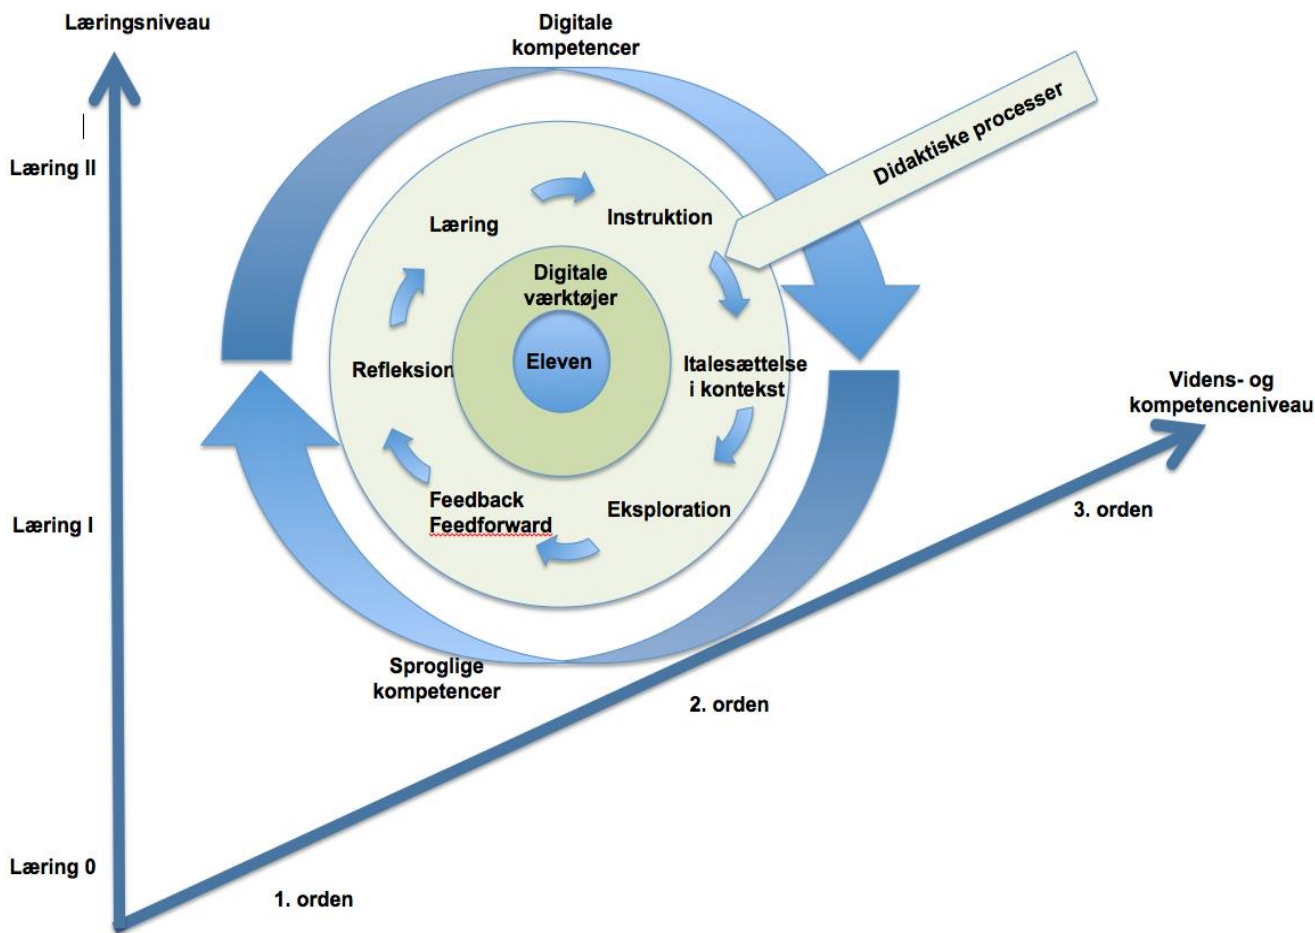 Læringsniveau
Digitale
kompetencer
Didaktiske processer
Læring II
Læring
Instruktion
Digitale
værktøjer
Eleven
Refleksion
Italesættelse
i kontekst
Videns- og
kompetenceniveau
Feedback
Feedforward
Eksploration
Læring I
3. orden
Sproglige
kompetencer
2. orden
Læring 0
1. orden